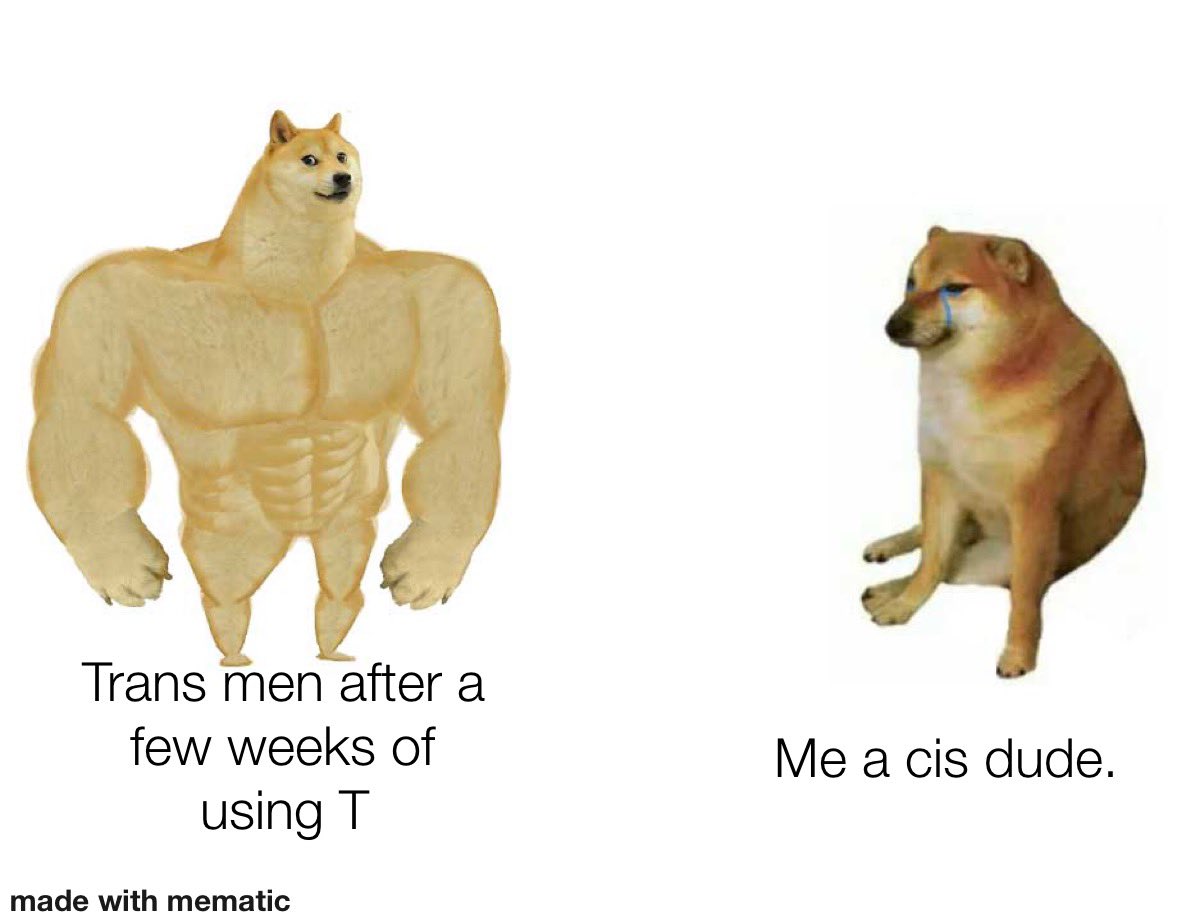 Trans men after a
few weeks of
using T
Me a cis dude.
made with mematic